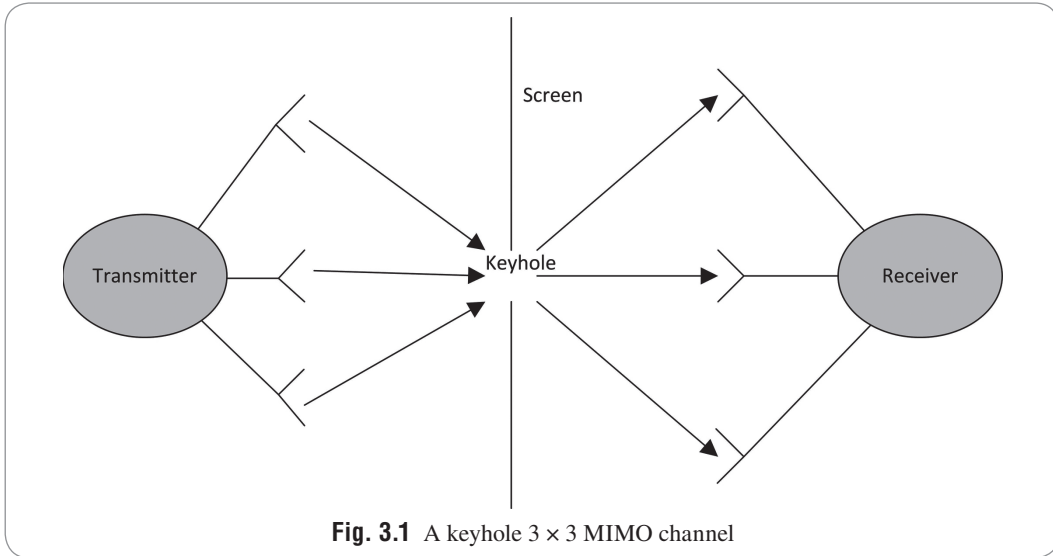 Screen
Keyhole
Transmitter
Receiver
Fig. 3.1 A keyhole 3 × 3 MIMO channel